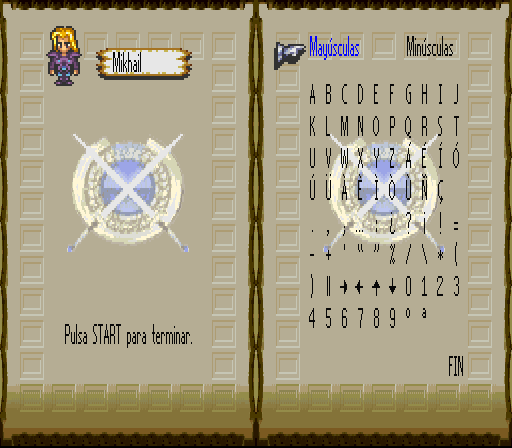 Mikhail
Pulsa START para terminar.
Mayúsculas Minúsculas
A B C D E F G H I J
K L M N O P Q R S T
U V W X Y Z Á É Í Ó
Ú Ü
Ñ Ç
/ \ * (
) || → ← ↑ ↓ 0 1 2 3
4 5 6 7 8 9 º ª
FIN